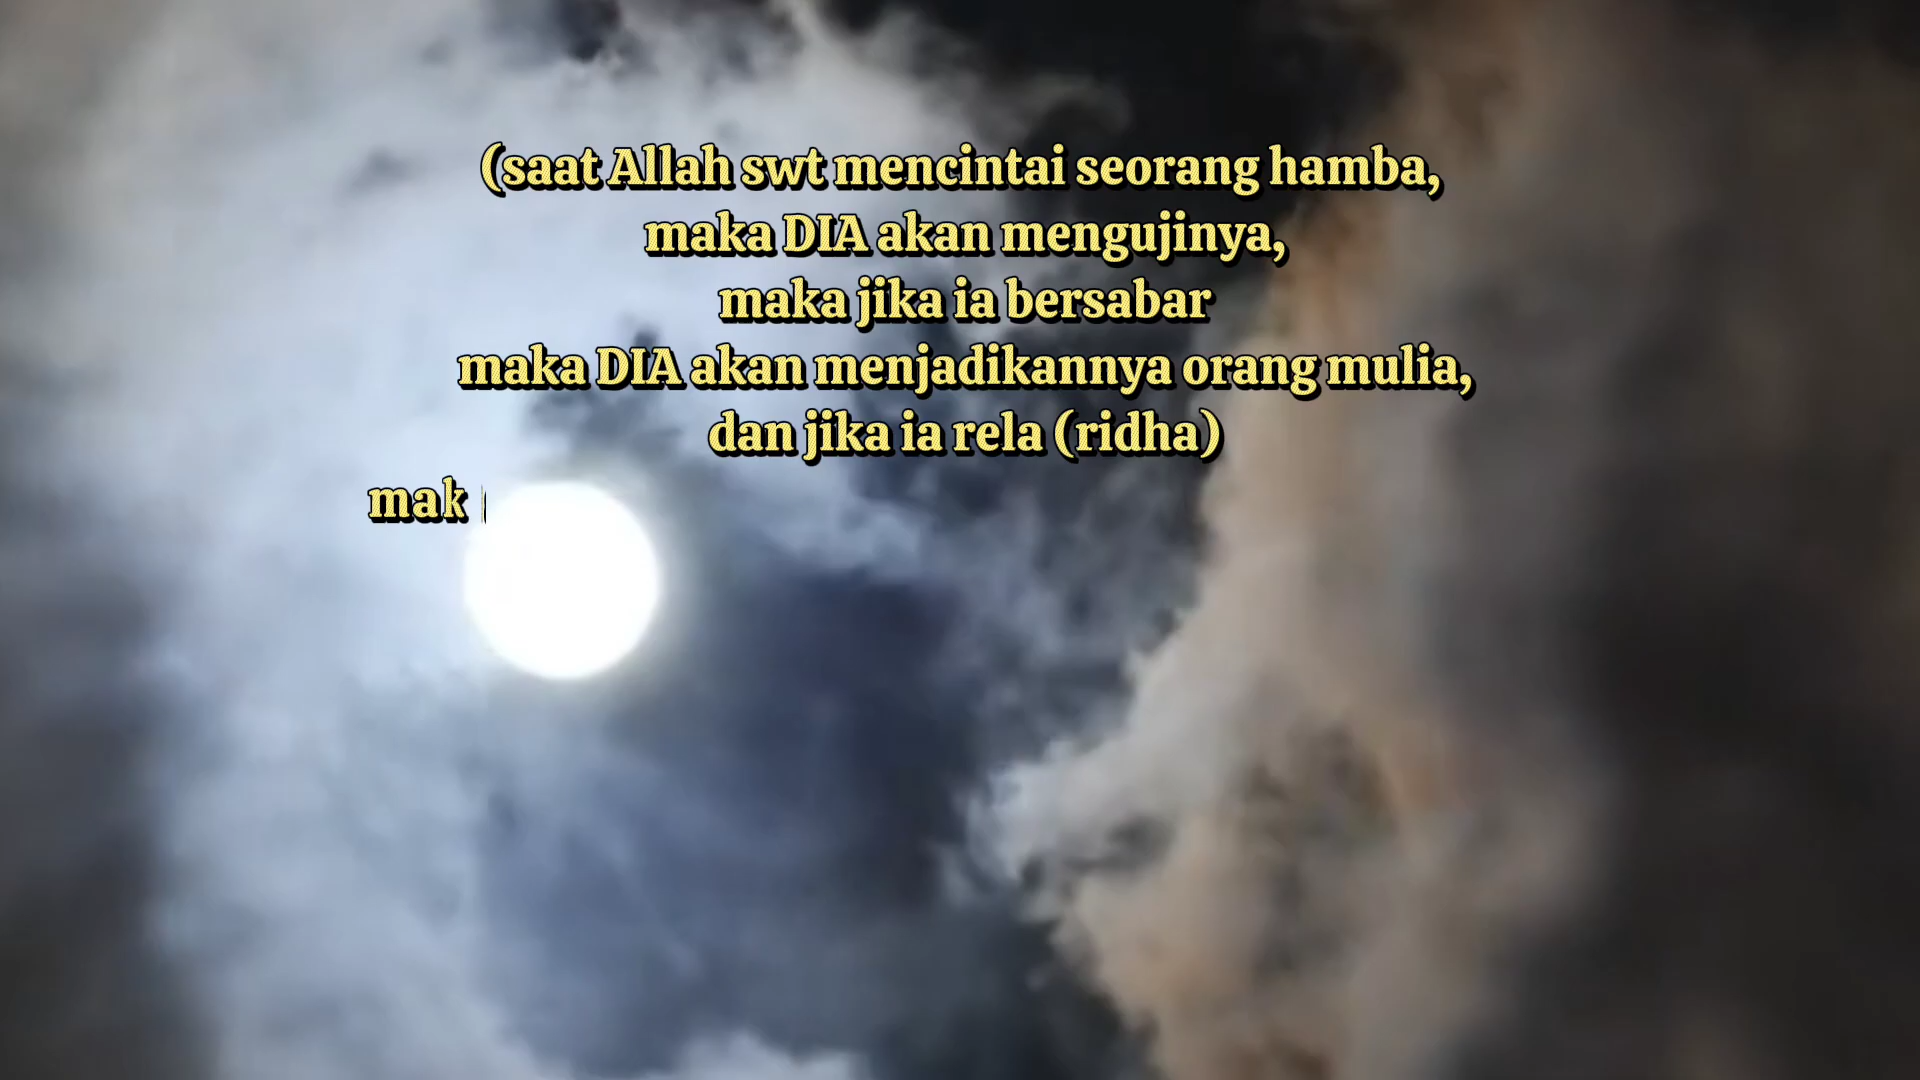 (saat Allah swt mencintai seorang hamba,
maka DIA akan mengujinya,
maka jika ia bersabar
maka DIA akan menjadikannya orang mulia,
dan jika ia rela (ridha)
mak